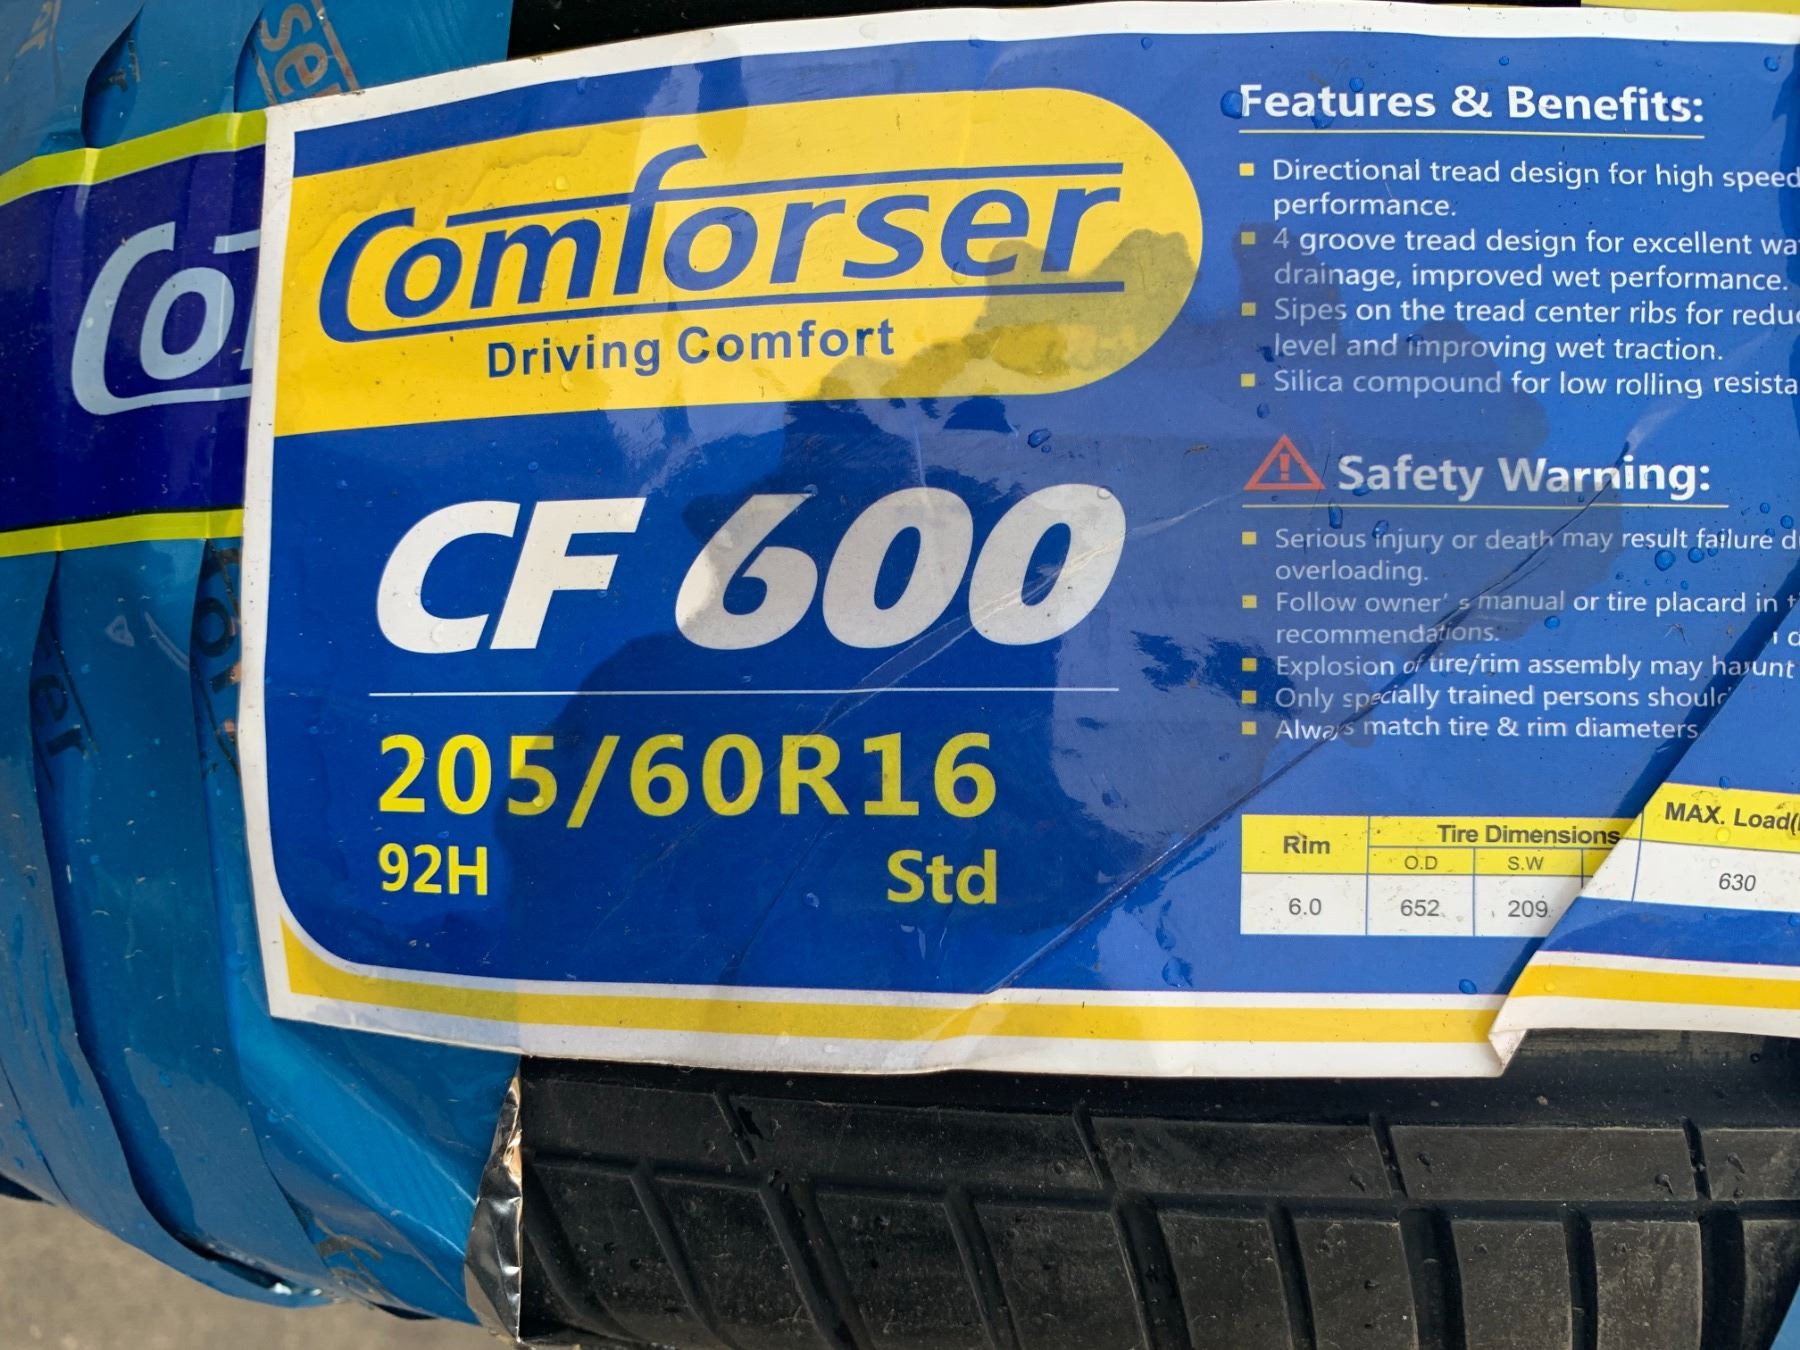 Comforser
Driving Comfort
CF 600
205/60R16
92H Std
Features & Benefits:
Directional tread design for high speed
performance.
4 groove tread design for excellent
drainage, improved wet performance.
Sipes on the tread center ribs for
level and improving wet traction.
Silica compound for low rolling
Safety Warning:
Serious injury or death may result failure
overloading.
Follow owner's manual or tire placard in
recommendations.
Explosion of tire/rim assembly may
Only specially trained persons
Always match tire & rim diameters
Rim Tire Dimensions MAX. Load
O.D S.W
6.0 652 209 630